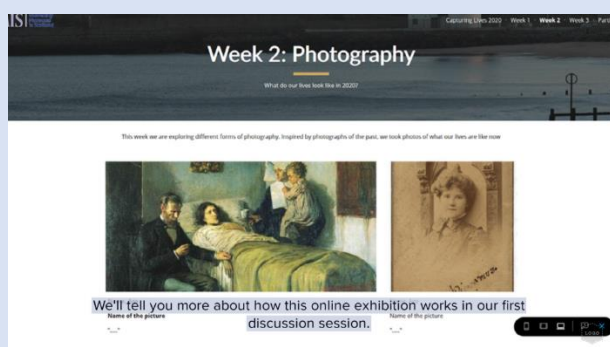 Capturing Lives 2020 Week 1 Week 2 Week 3
Week 2: Photography
What do our lives look like in 2020?
This week we are exploring different forms of photography. Inspired by photographs of the past, we took photos of what our lives are like now
We'll tell you more about how this online exhibition works in our first
discussion session.
Name of the picture
"...."
Name of the picture
"...."
LOGO